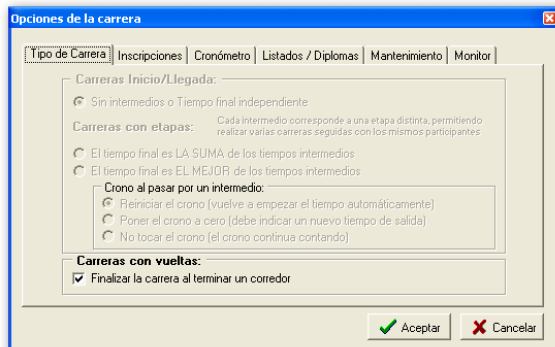 Opciones de la carrera
Tipo de Carrera Inscripciones Cronómetro Listados / Diplomas Mantenimiento Monitor
Carreras Inicio/Llegada:
Sin intermedios o Tiempo final independiente
Carreras con etapas:
Cada intermedio corresponde a una etapa distinta, permitiendo
realizar varias carreras seguidas con los mismos participantes
El tiempo final es LA SUMA de los tiempos intermedios
El tiempo final es EL MEJOR de los tiempos intermedios
Crono al pasar por un intermedio:
Reiniciar el crono (vuelve a empezar el tiempo automáticamente)
Poner el crono a cero (debe indicar un nuevo tiempo de salida)
No tocar el crono (el crono continua contando)
Carreras con vueltas:
Finalizar la carrera al terminar un corredor
Aceptar Cancelar